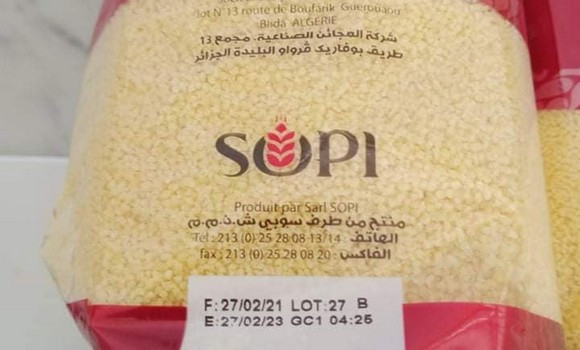 lot N°13 route de Boufarik Guerouaou
Blida ALGERIE
شركة المجائن الصناعية، مجمع 13
طريق بوفاريك ڤرواو البليدة الجزائر
SOPI
Produit par Sarl SOPI
منتج من طرف سوبي ش.ذ.م.م
Tel : 213 (0) 25 28 08 13/14 : الهاتف
fax : 213 (0) 25 28 08 20 : الفاكس
F:27/02/21 LOT:27 B
E:27/02/23 GC1 04:25